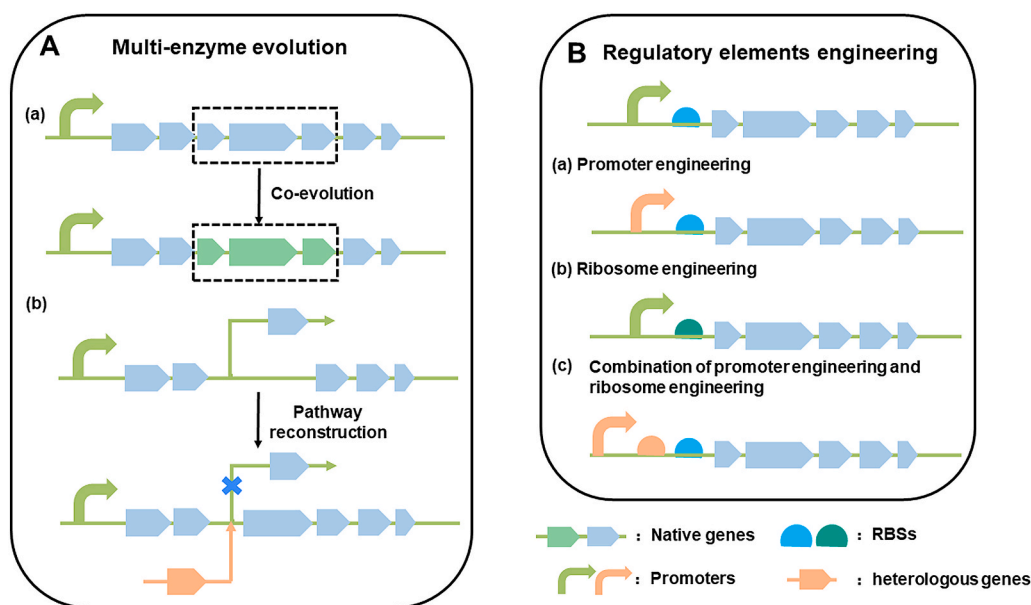 A
Multi-enzyme evolution
(a)
Co-evolution
(b)
Pathway
reconstruction
B
Regulatory elements engineering
(a) Promoter engineering
(b) Ribosome engineering
(c) Combination of promoter engineering and
ribosome engineering
: Native genes
: RBSs
: Promoters
: heterologous genes